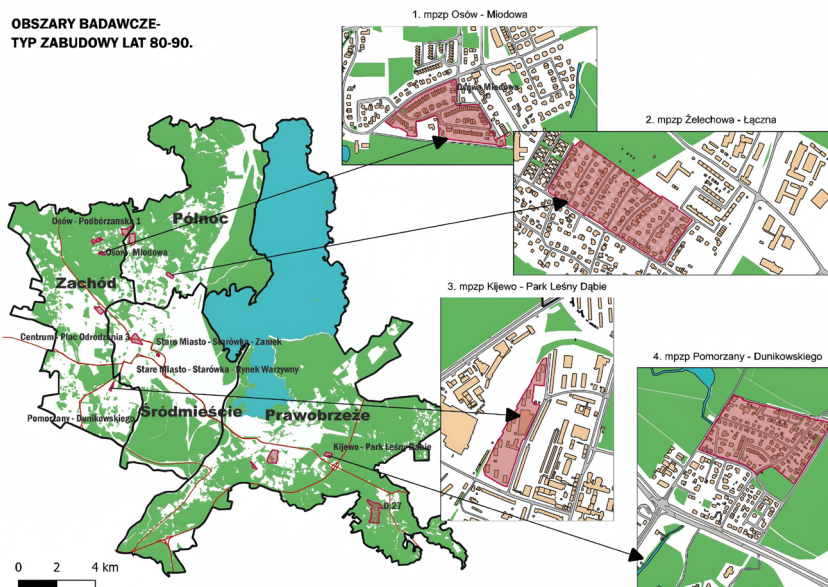 OBSZARY BADAWCZE-
TYP ZABUDOWY LAT 80-90.
1. mpzp Osów - Miodowa
Osów - Miodowa
2. mpzp Żelechowa - Łączna
3. mpzp Kijewo - Park Leśny Dąbie
4. mpzp Pomorzany - Dunikowskiego
Osów - Podbórzańska 1
Północ
Osów - Miodowa
Zachód
Centrum - Plac Odrodzenia 3
Stare Miasto - Starówka - Zamek
Stare Miasto - Starówka - Rynek Warzywny
Pomorzany - Dunikowskiego
Śródmieście
Prawobrzeże
Kijewo - Park Leśny Dąbie
D.27
0 2 4 km